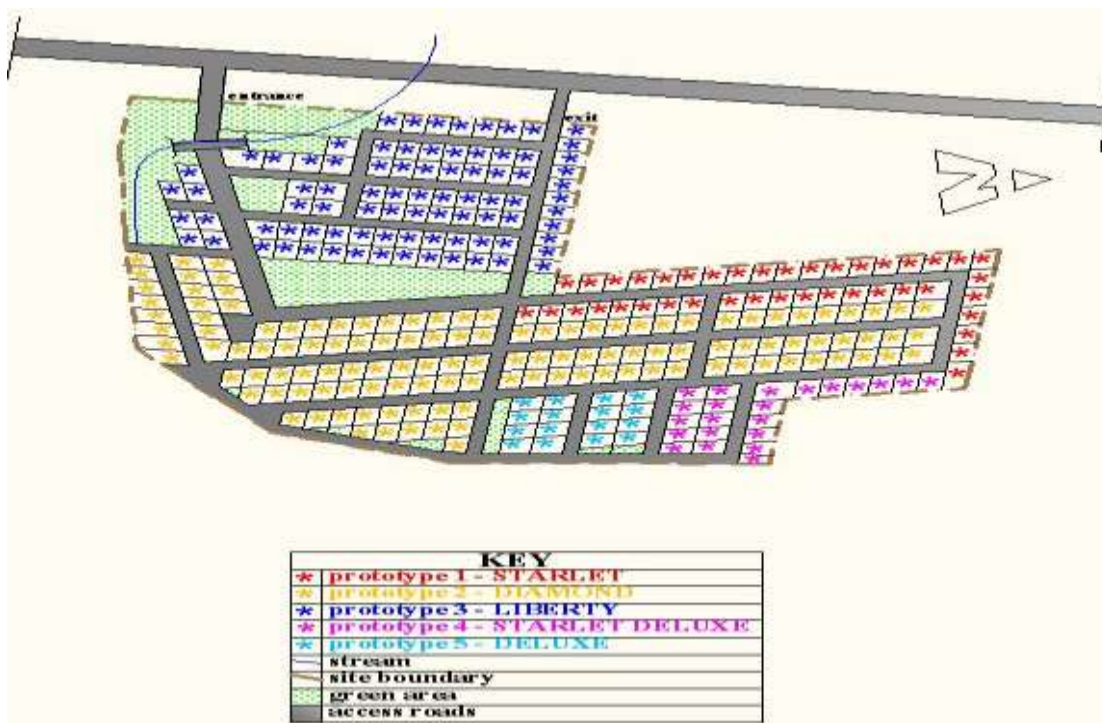 entrance
exit
N
KEY
* prototype 1 - STARLET
* prototype 2 - DIAMOND
* prototype 3 - LIBERTY
* prototype 4 - STARLET DELUXE
* prototype 5 - DELUXE
stream
site boundary
green area
access roads